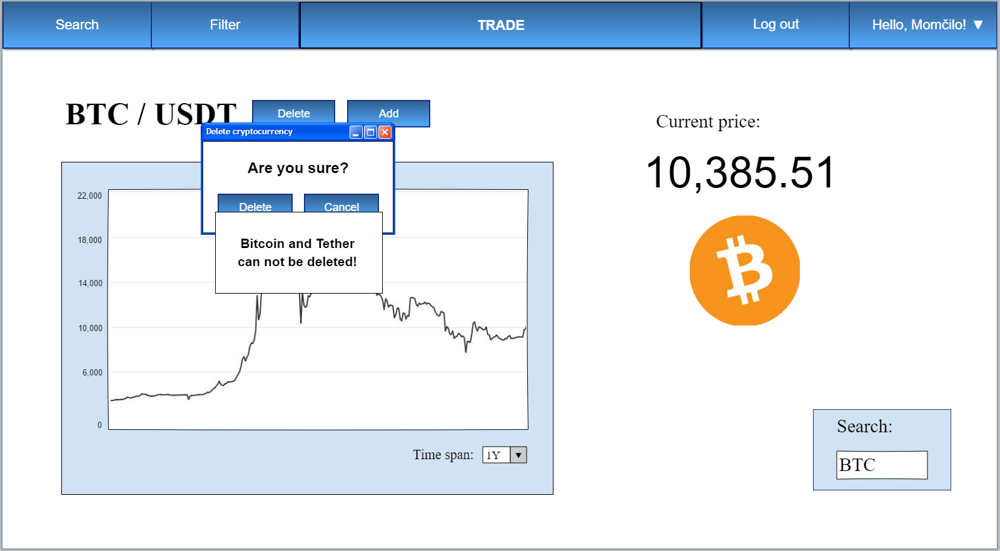 Search
Filter
TRADE
Log out
Hello, Momčilo! ▼
BTC / USDT
Delete
Add
Delete cryptocurrency
Are you sure?
Delete
Cancel
Bitcoin and Tether
can not be deleted!
22,000
18,000
14,000
10,000
6,000
0
Time span:
1Y
Current price:
10,385.51
Search:
BTC